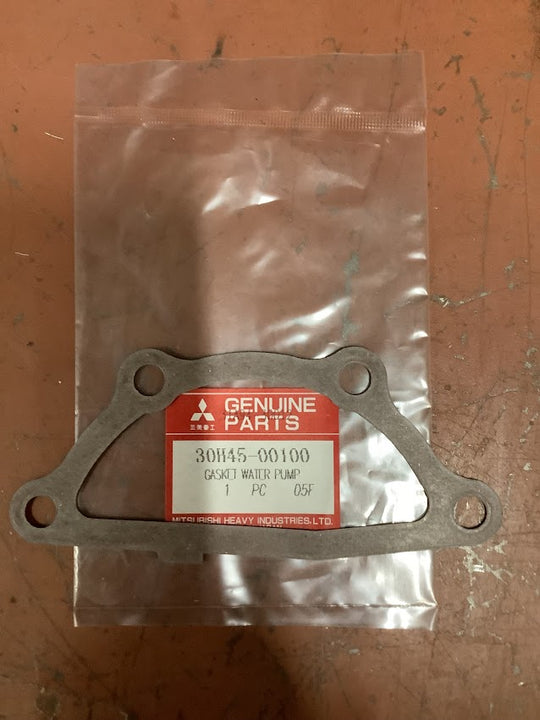 GENUINE
PARTS
三菱重工
30H45-00100
GASKET WATER PUMP
1 PC 05F
MITSUBISHI HEAVY INDUSTRIES, LTD.